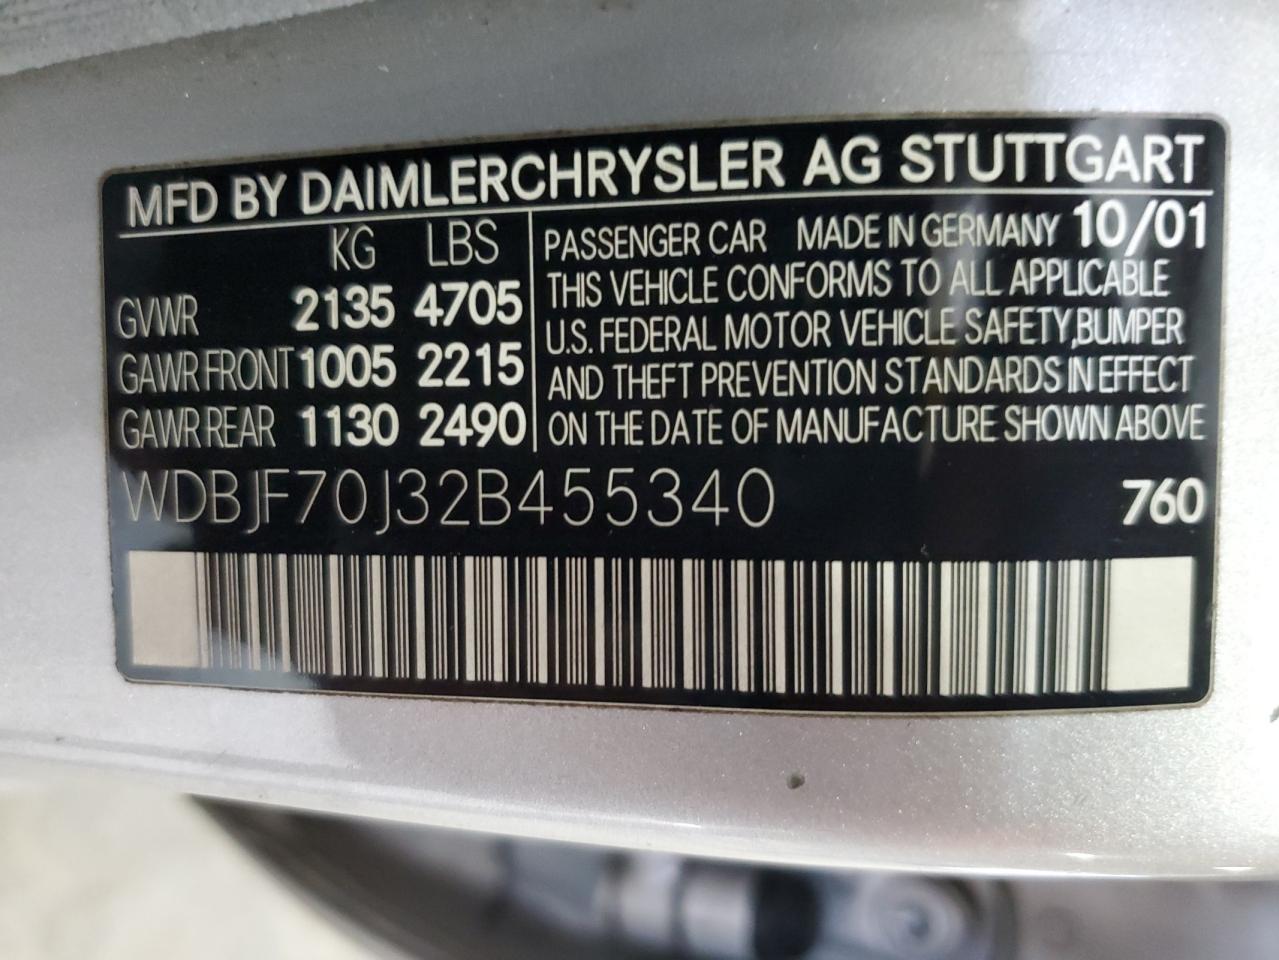 MFD BY DAIMLERCHRYSLER AG STUTTGART
KG LBS
GVWR 2135 4705
GAWR FRONT 1005 2215
GAWR REAR 1130 2490
PASSENGER CAR MADE IN GERMANY 10/01
THIS VEHICLE CONFORMS TO ALL APPLICABLE
U.S. FEDERAL MOTOR VEHICLE SAFETY,BUMPER
AND THEFT PREVENTION STANDARDS IN EFFECT
ON THE DATE OF MANUFACTURE SHOWN ABOVE
WDBJF70J32B455340 760